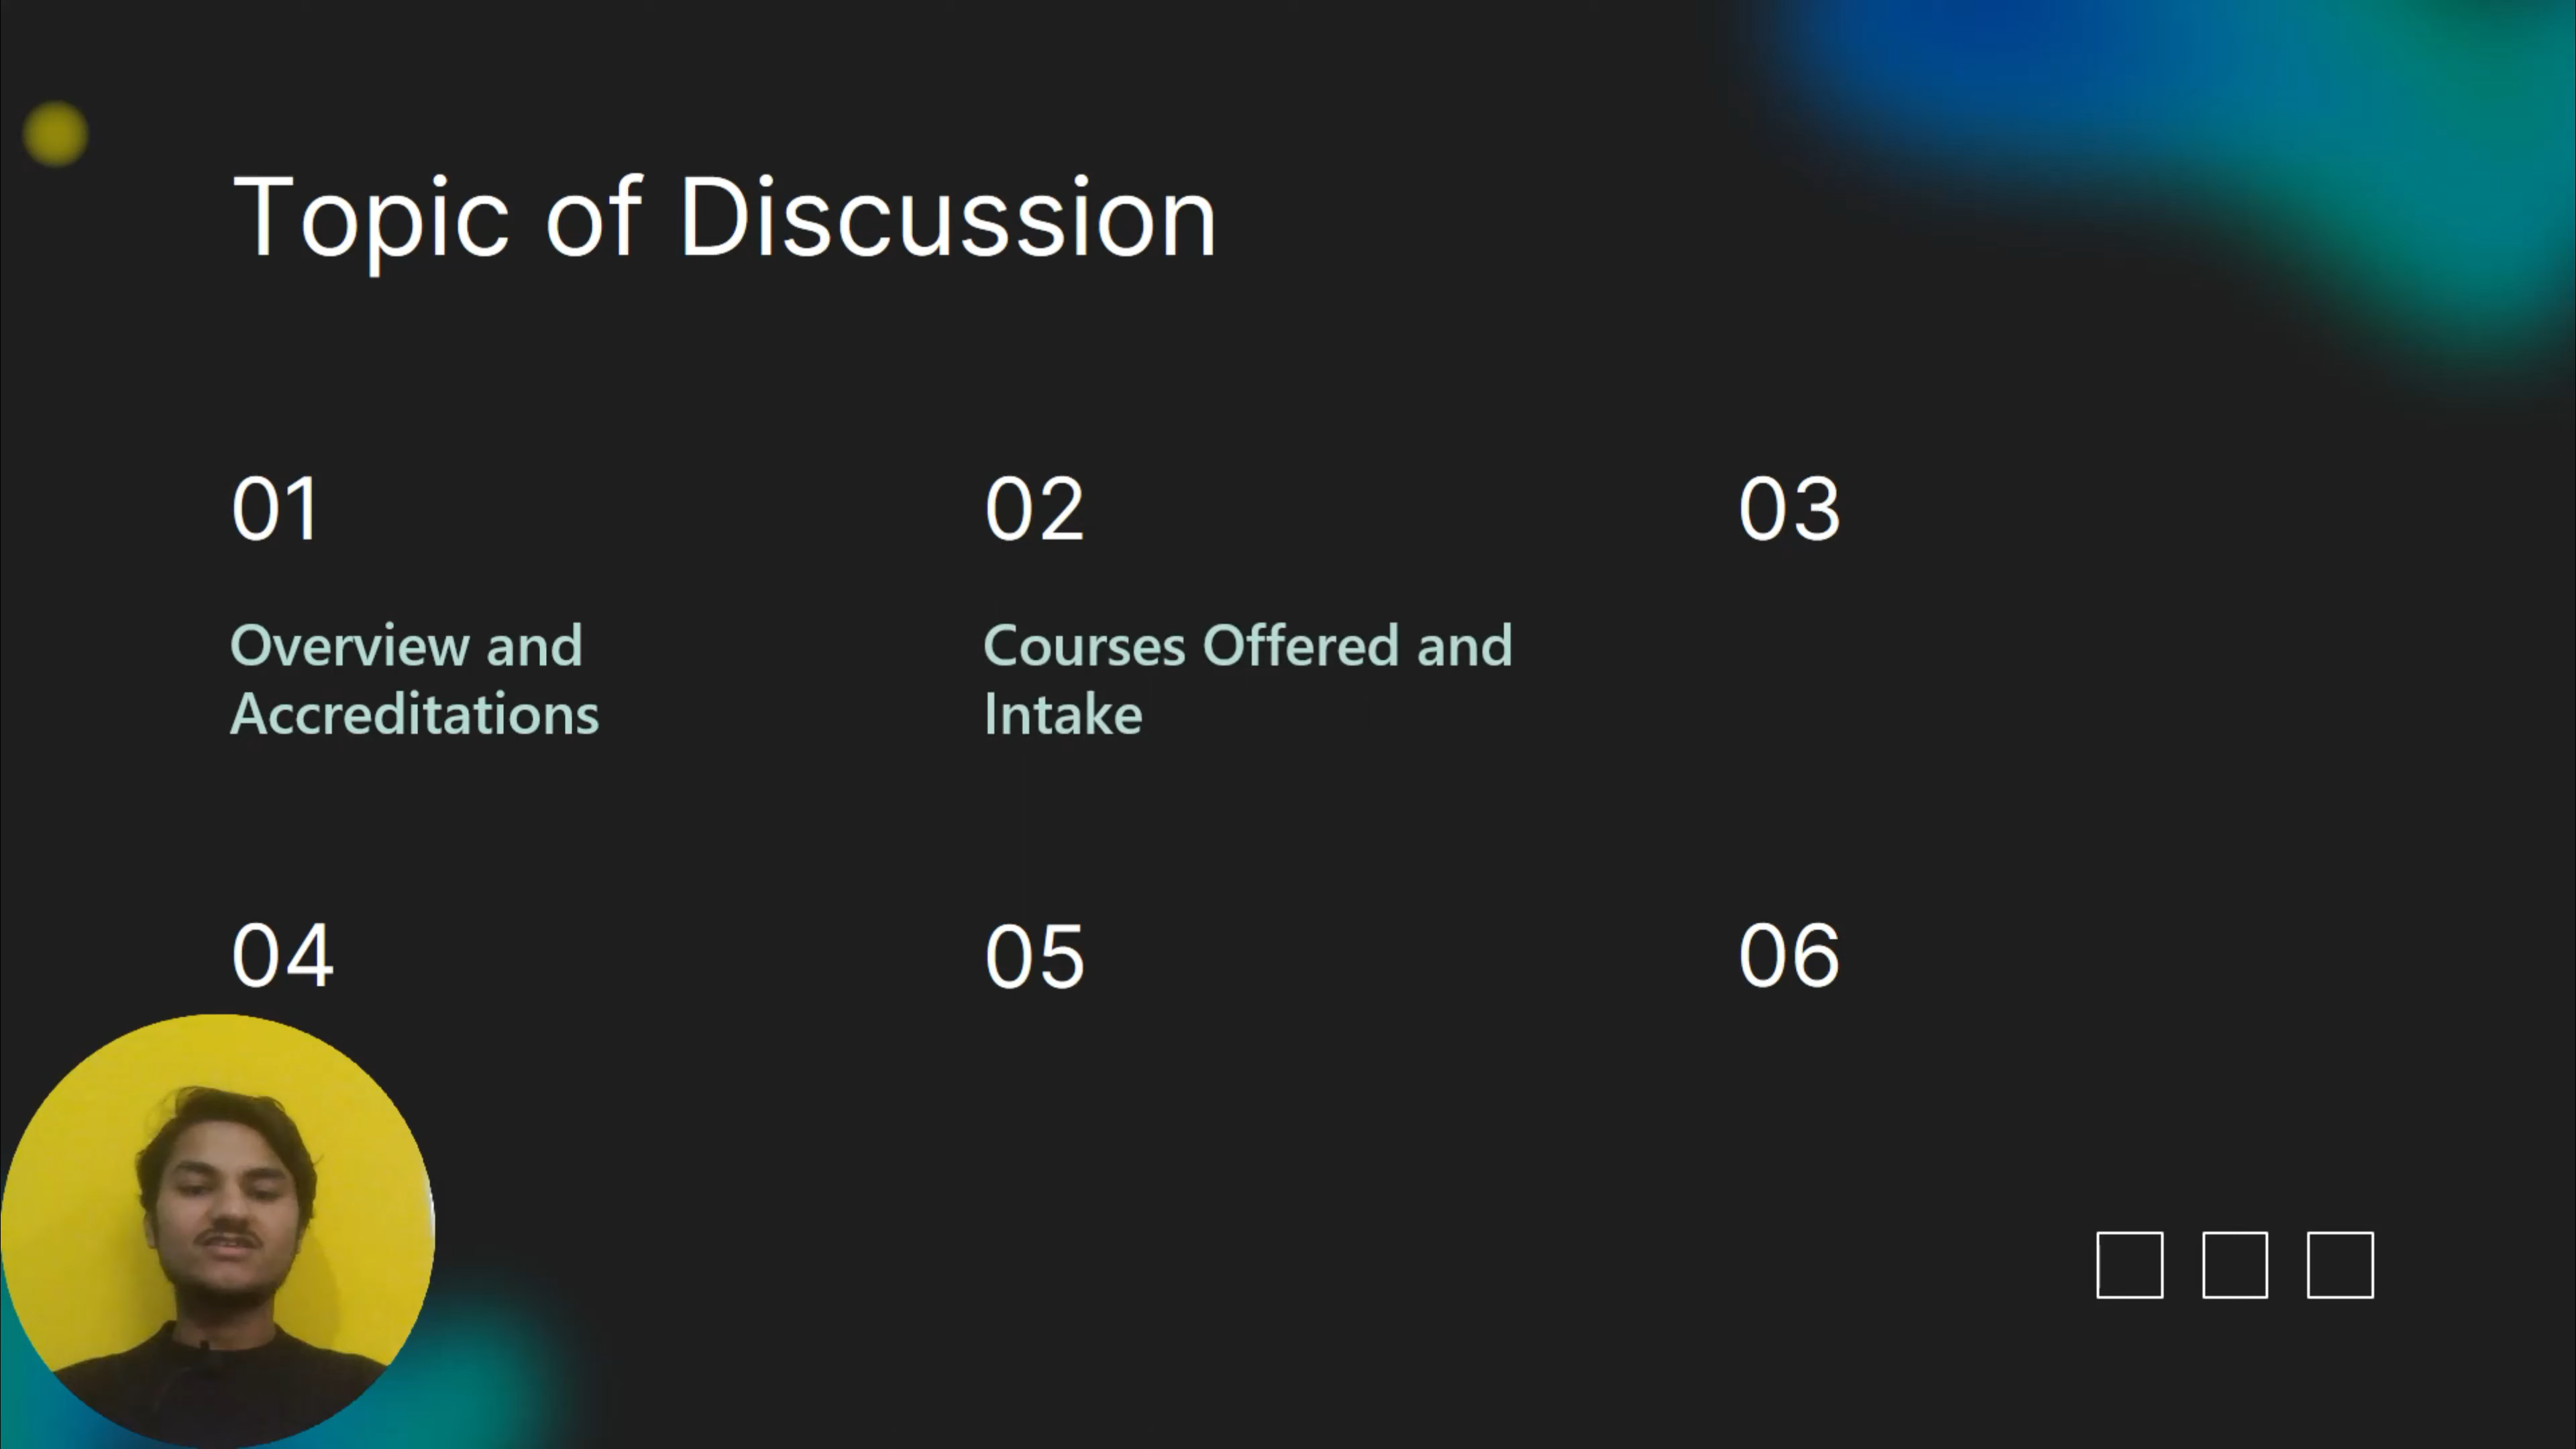 Topic of Discussion
01
02
03
Overview and
Accreditations
Courses Offered and
Intake
04
05
06